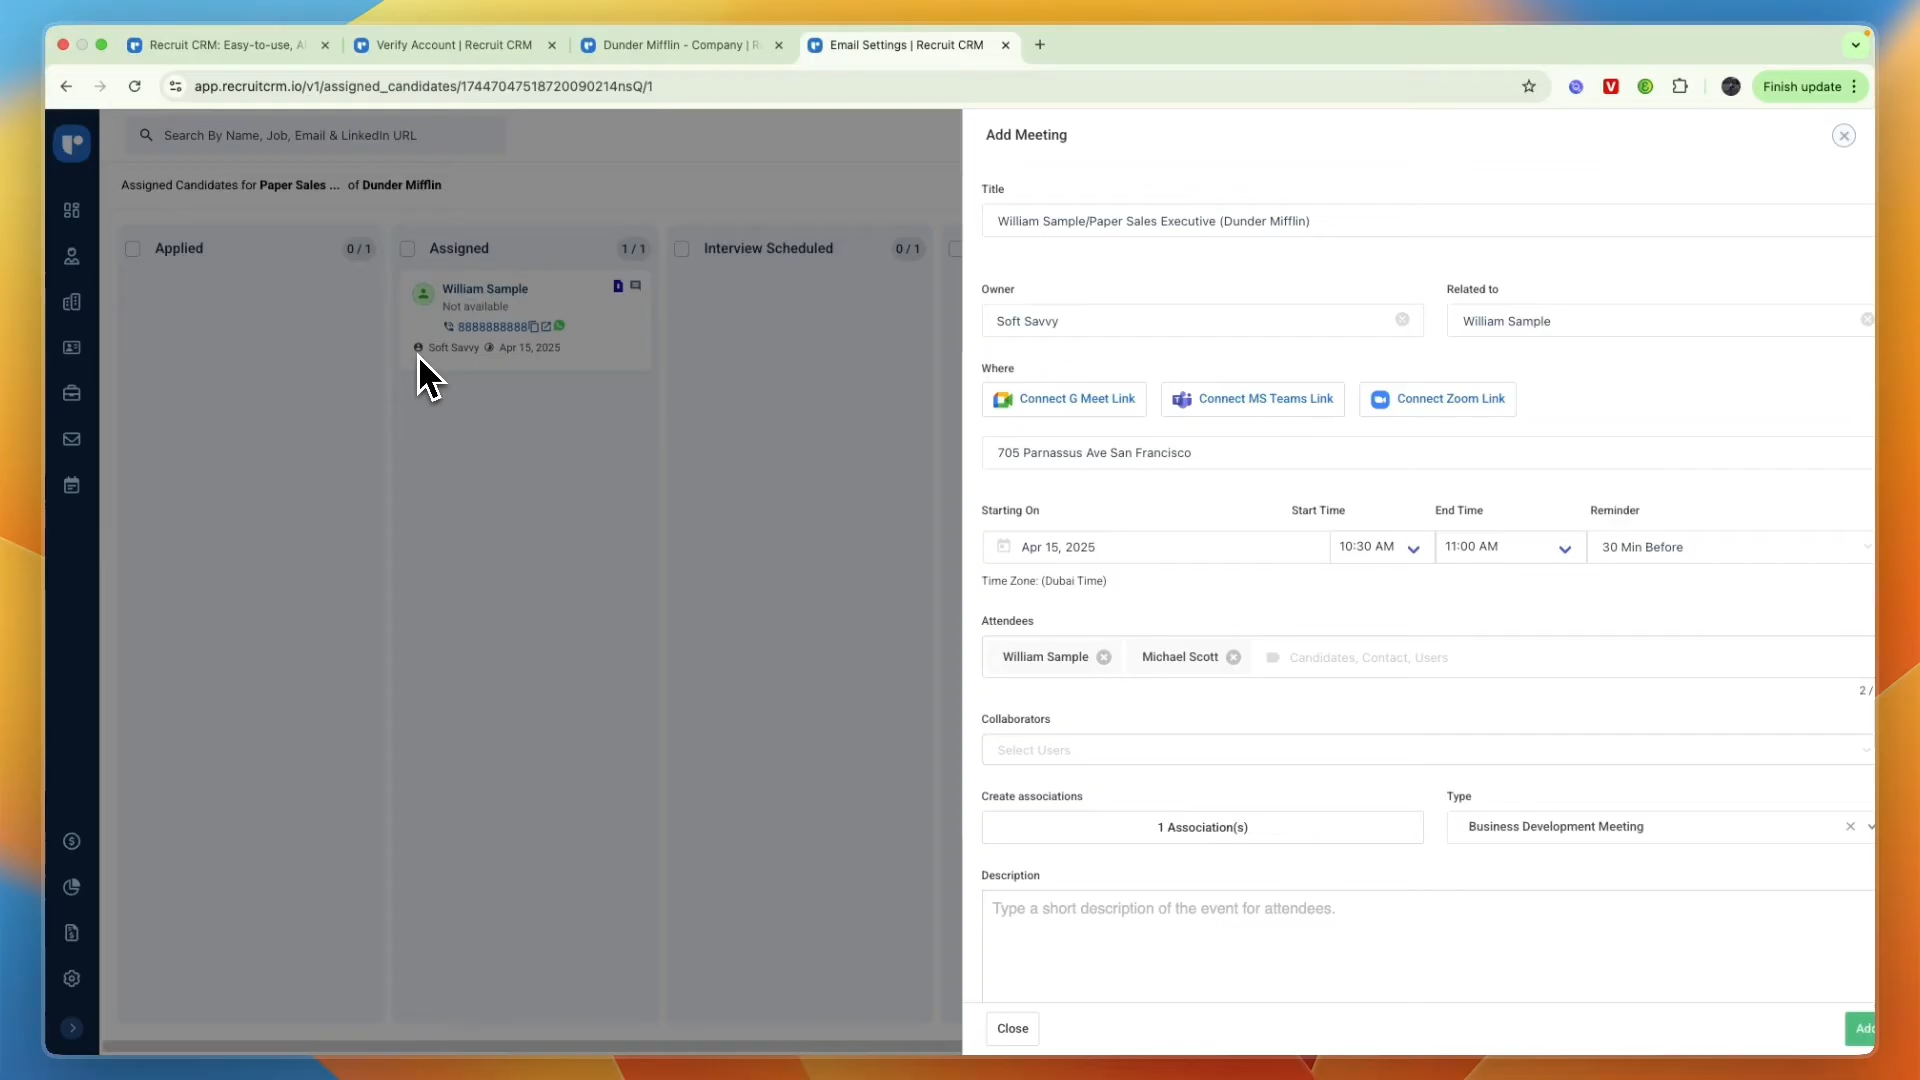 Recruit CRM: Easy-to-use, A
Verify Account | Recruit CRM
Dunder Mifflin - Company | R
Email Settings | Recruit CRM
app.recruitcrm.io/v1/assigned_candidates/17447047518720090214nsQ/1
Finish update
Search By Name, Job, Email & LinkedIn URL
Assigned Candidates for Paper Sales ... of Dunder Mifflin
Applied 0 / 1
Assigned 1 / 1
Interview Scheduled 0 / 1
William Sample
Not available
8888888888
Soft Savvy Apr 15, 2025
Add Meeting
Title
William Sample/Paper Sales Executive (Dunder Mifflin)
Owner Related to
Soft Savvy William Sample
Where
Connect G Meet Link Connect MS Teams Link Connect Zoom Link
705 Parnassus Ave San Francisco
Starting On Start Time End Time Reminder
Apr 15, 2025 10:30 AM 11:00 AM 30 Min Before
Time Zone: (Dubai Time)
Attendees
William Sample Michael Scott Candidates, Contact, Users
2 /
Collaborators
Select Users
Create associations Type
1 Association(s) Business Development Meeting
Description
Type a short description of the event for attendees.
Close Add